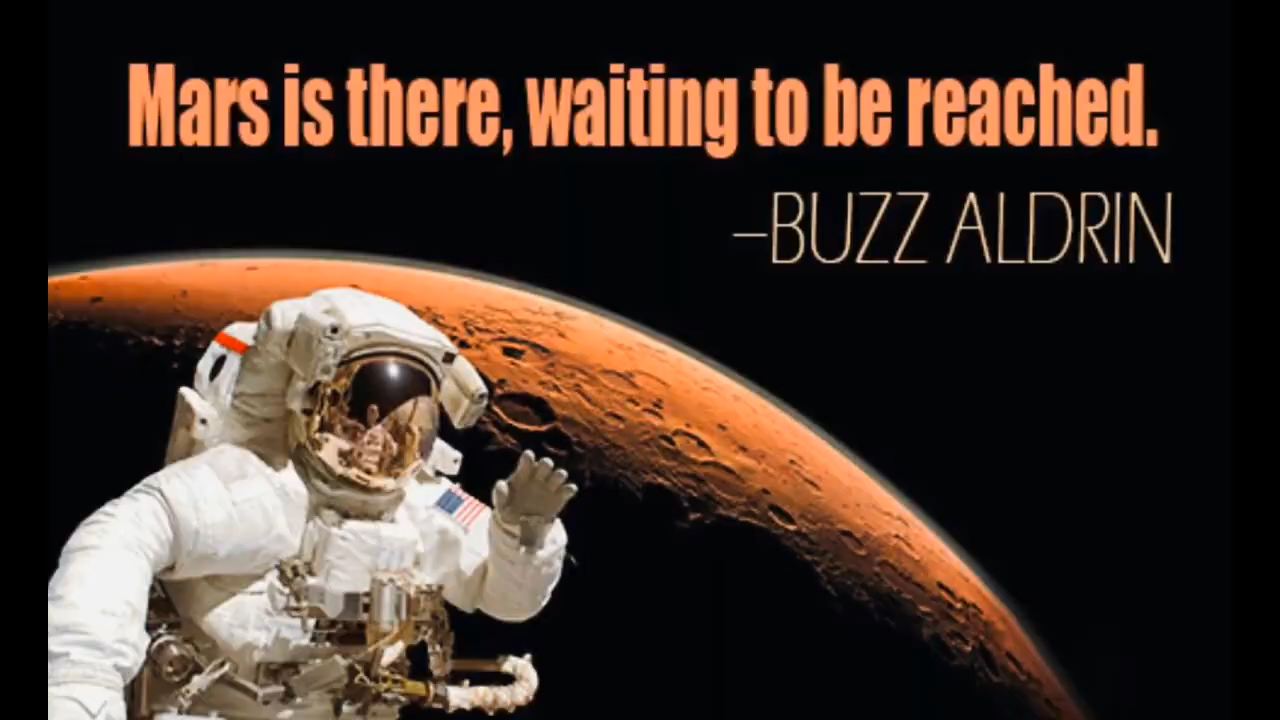 Mars is there, waiting to be reached.
–BUZZ ALDRIN